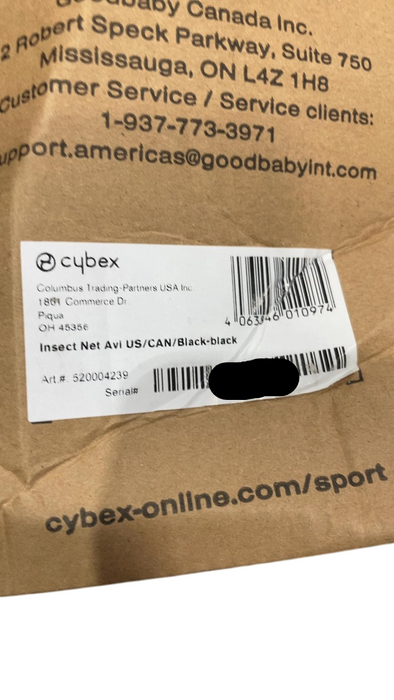 Canada Inc.
2 Robert Speck Parkway, Suite 750
Mississauga, ON L4Z 1H8
Customer Service / Service clients:
1-937-773-3971
upport.americas@goodbabyint.com
cybex
Columbus Trading-Partners USA Inc.
Commerce Dr
Piqua
OH 45356
4 063846 010974
Insect Net Avi US/CAN/Black-black
Art.#: 520004239
Serial#
cybex-online.com/sport